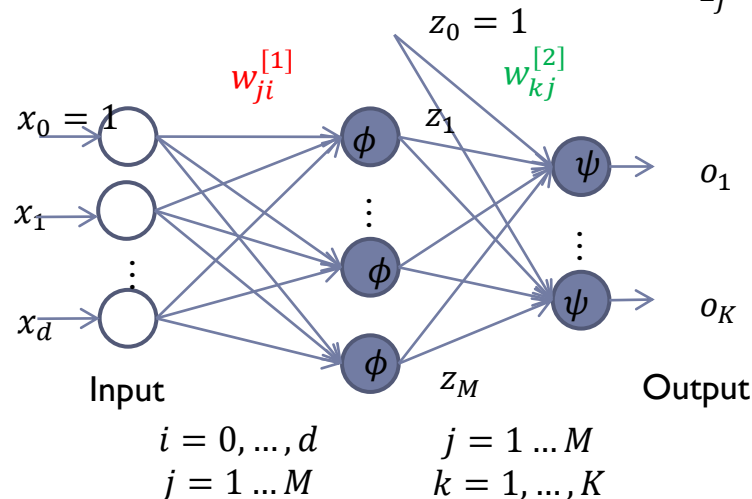 =j
z_0 = 1
w_{ji}^{[1]}
w_{kj}^{[2]}
x_0 = 1
z_1
ϕ
ψ
o_1
x_1
⋮
⋮
ϕ
⋮
ψ
x_d
o_K
ϕ
z_M
Input
Output
i = 0, …, d
j = 1 … M
j = 1 … M
k = 1, …, K